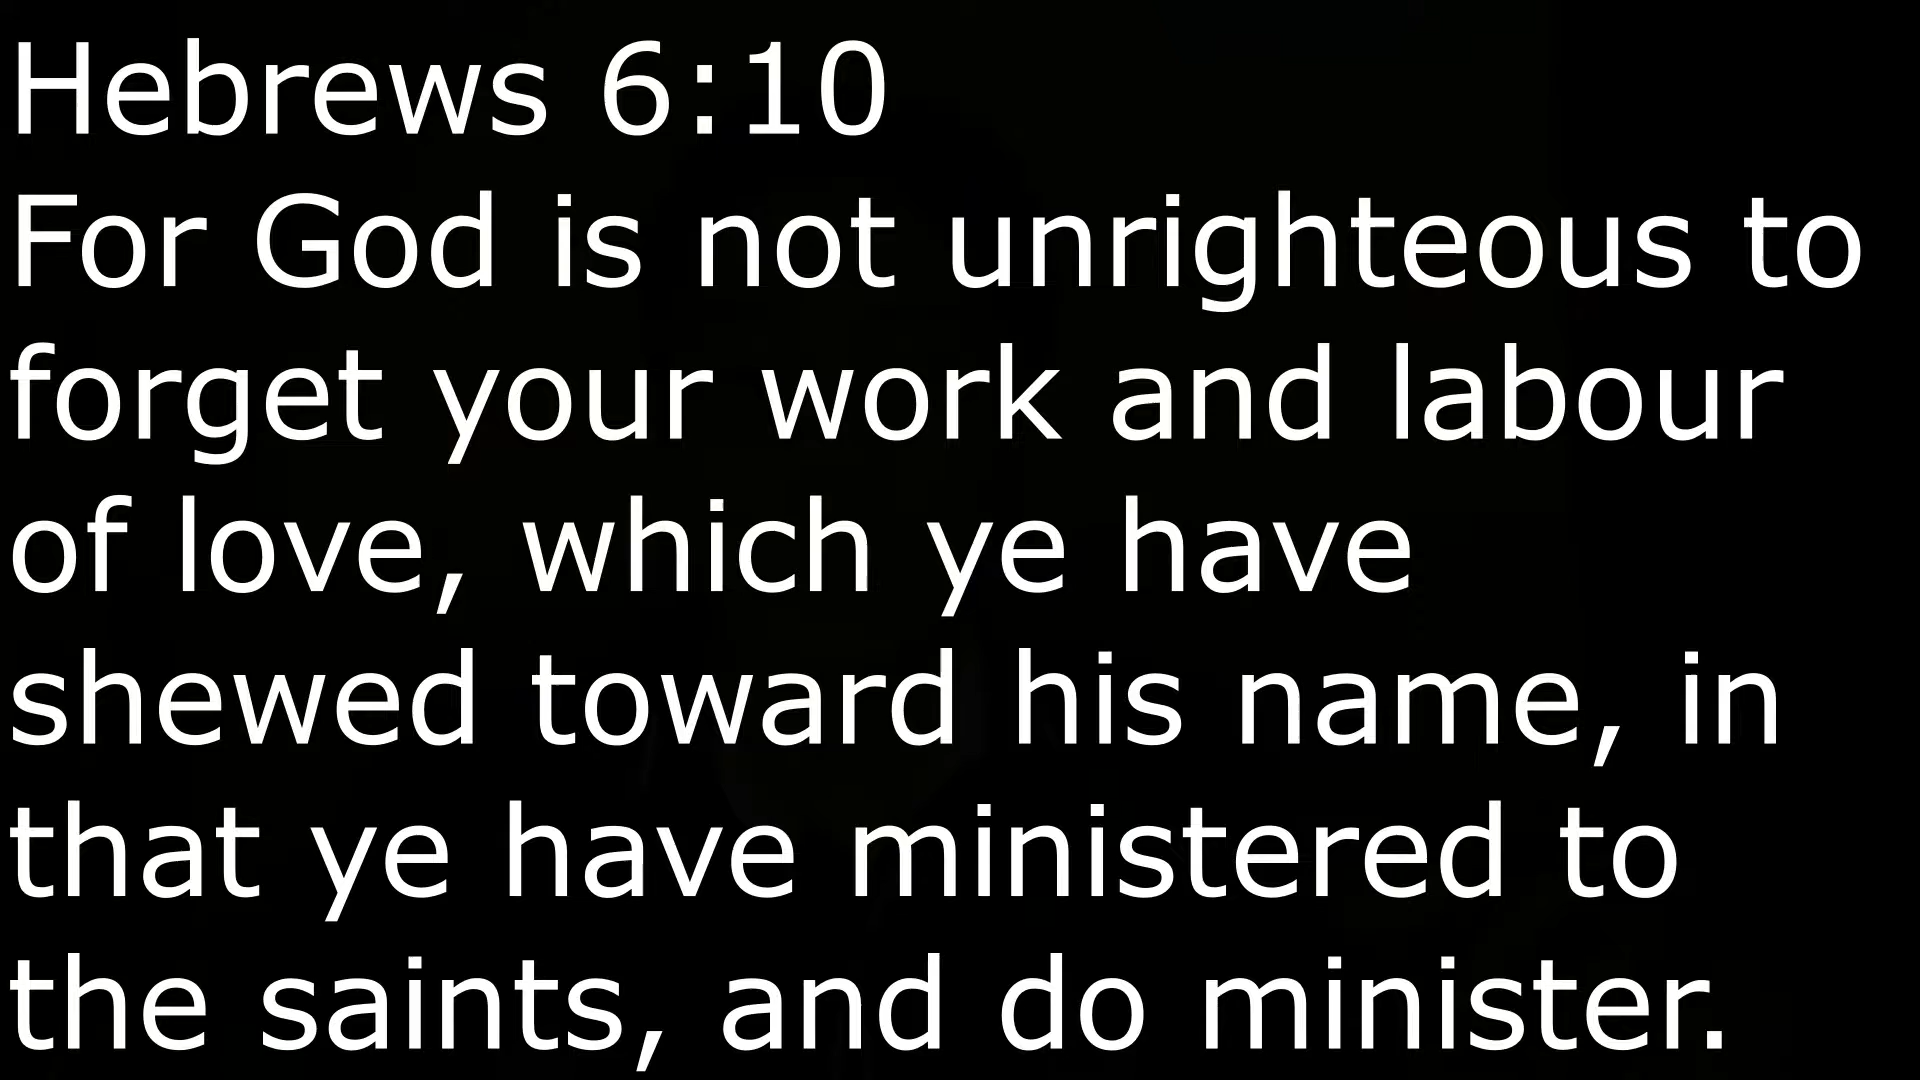 Hebrews 6:10
For God is not unrighteous to
forget your work and labour
of love, which ye have
shewed toward his name, in
that ye have ministered to
the saints, and do minister.